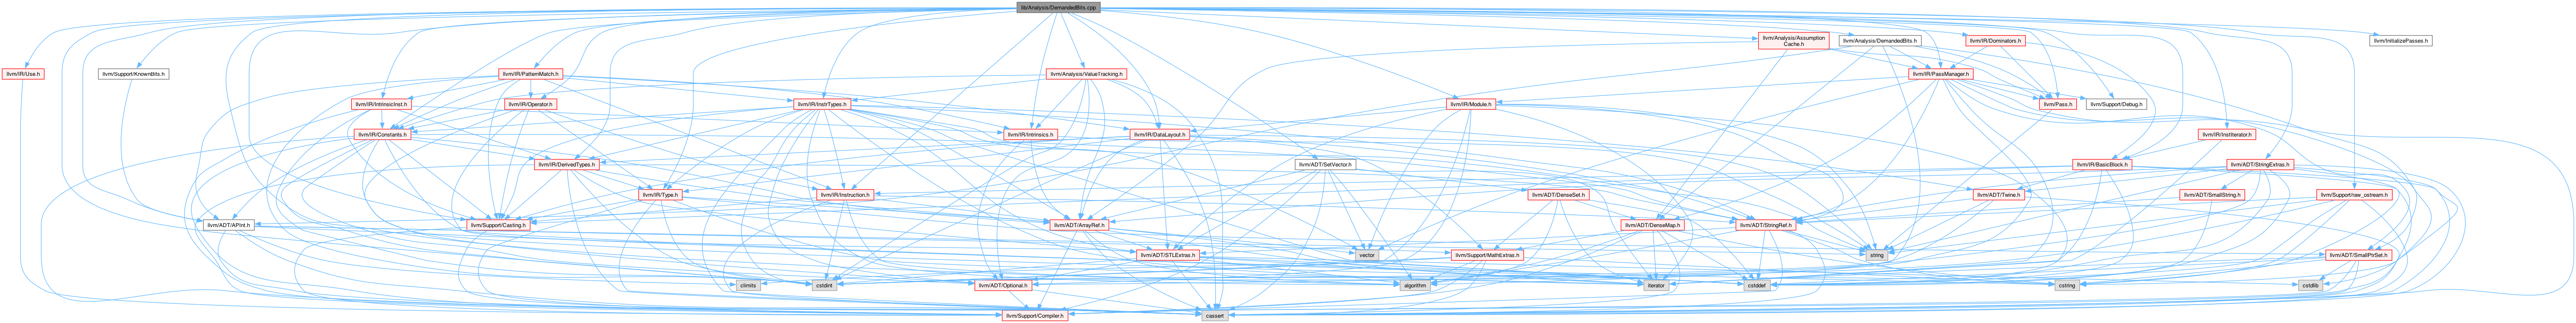 lib/Analysis/DemandedBits.cpp
llvm/Analysis/Assumption
Cache.h
llvm/Analysis/DemandedBits.h
llvm/IR/Dominators.h
llvm/InitializePasses.h
llvm/IR/Use.h
llvm/Support/KnownBits.h
llvm/IR/PatternMatch.h
llvm/Analysis/ValueTracking.h
llvm/IR/PassManager.h
llvm/IR/IntrinsicInst.h
llvm/IR/Operator.h
llvm/IR/InstrTypes.h
llvm/IR/Module.h
llvm/Pass.h
llvm/Support/Debug.h
llvm/IR/Constants.h
llvm/IR/Intrinsics.h
llvm/IR/DataLayout.h
llvm/IR/InstIterator.h
llvm/IR/DerivedTypes.h
llvm/ADT/SetVector.h
llvm/IR/BasicBlock.h
llvm/ADT/StringExtras.h
llvm/IR/Type.h
llvm/IR/Instruction.h
llvm/ADT/DenseSet.h
llvm/ADT/Twine.h
llvm/ADT/SmallString.h
llvm/Support/raw_ostream.h
llvm/ADT/APInt.h
llvm/Support/Casting.h
llvm/ADT/ArrayRef.h
llvm/ADT/DenseMap.h
llvm/ADT/StringRef.h
llvm/ADT/STLExtras.h
vector
llvm/Support/MathExtras.h
string
llvm/ADT/SmallPtrSet.h
climits
cstdint
llvm/ADT/Optional.h
algorithm
iterator
cstddef
cstring
cstdlib
llvm/Support/Compiler.h
cassert